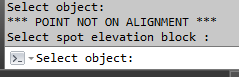 Select object:
*** POINT NOT ON ALIGNMENT ***
Select spot elevation block :
Select object: